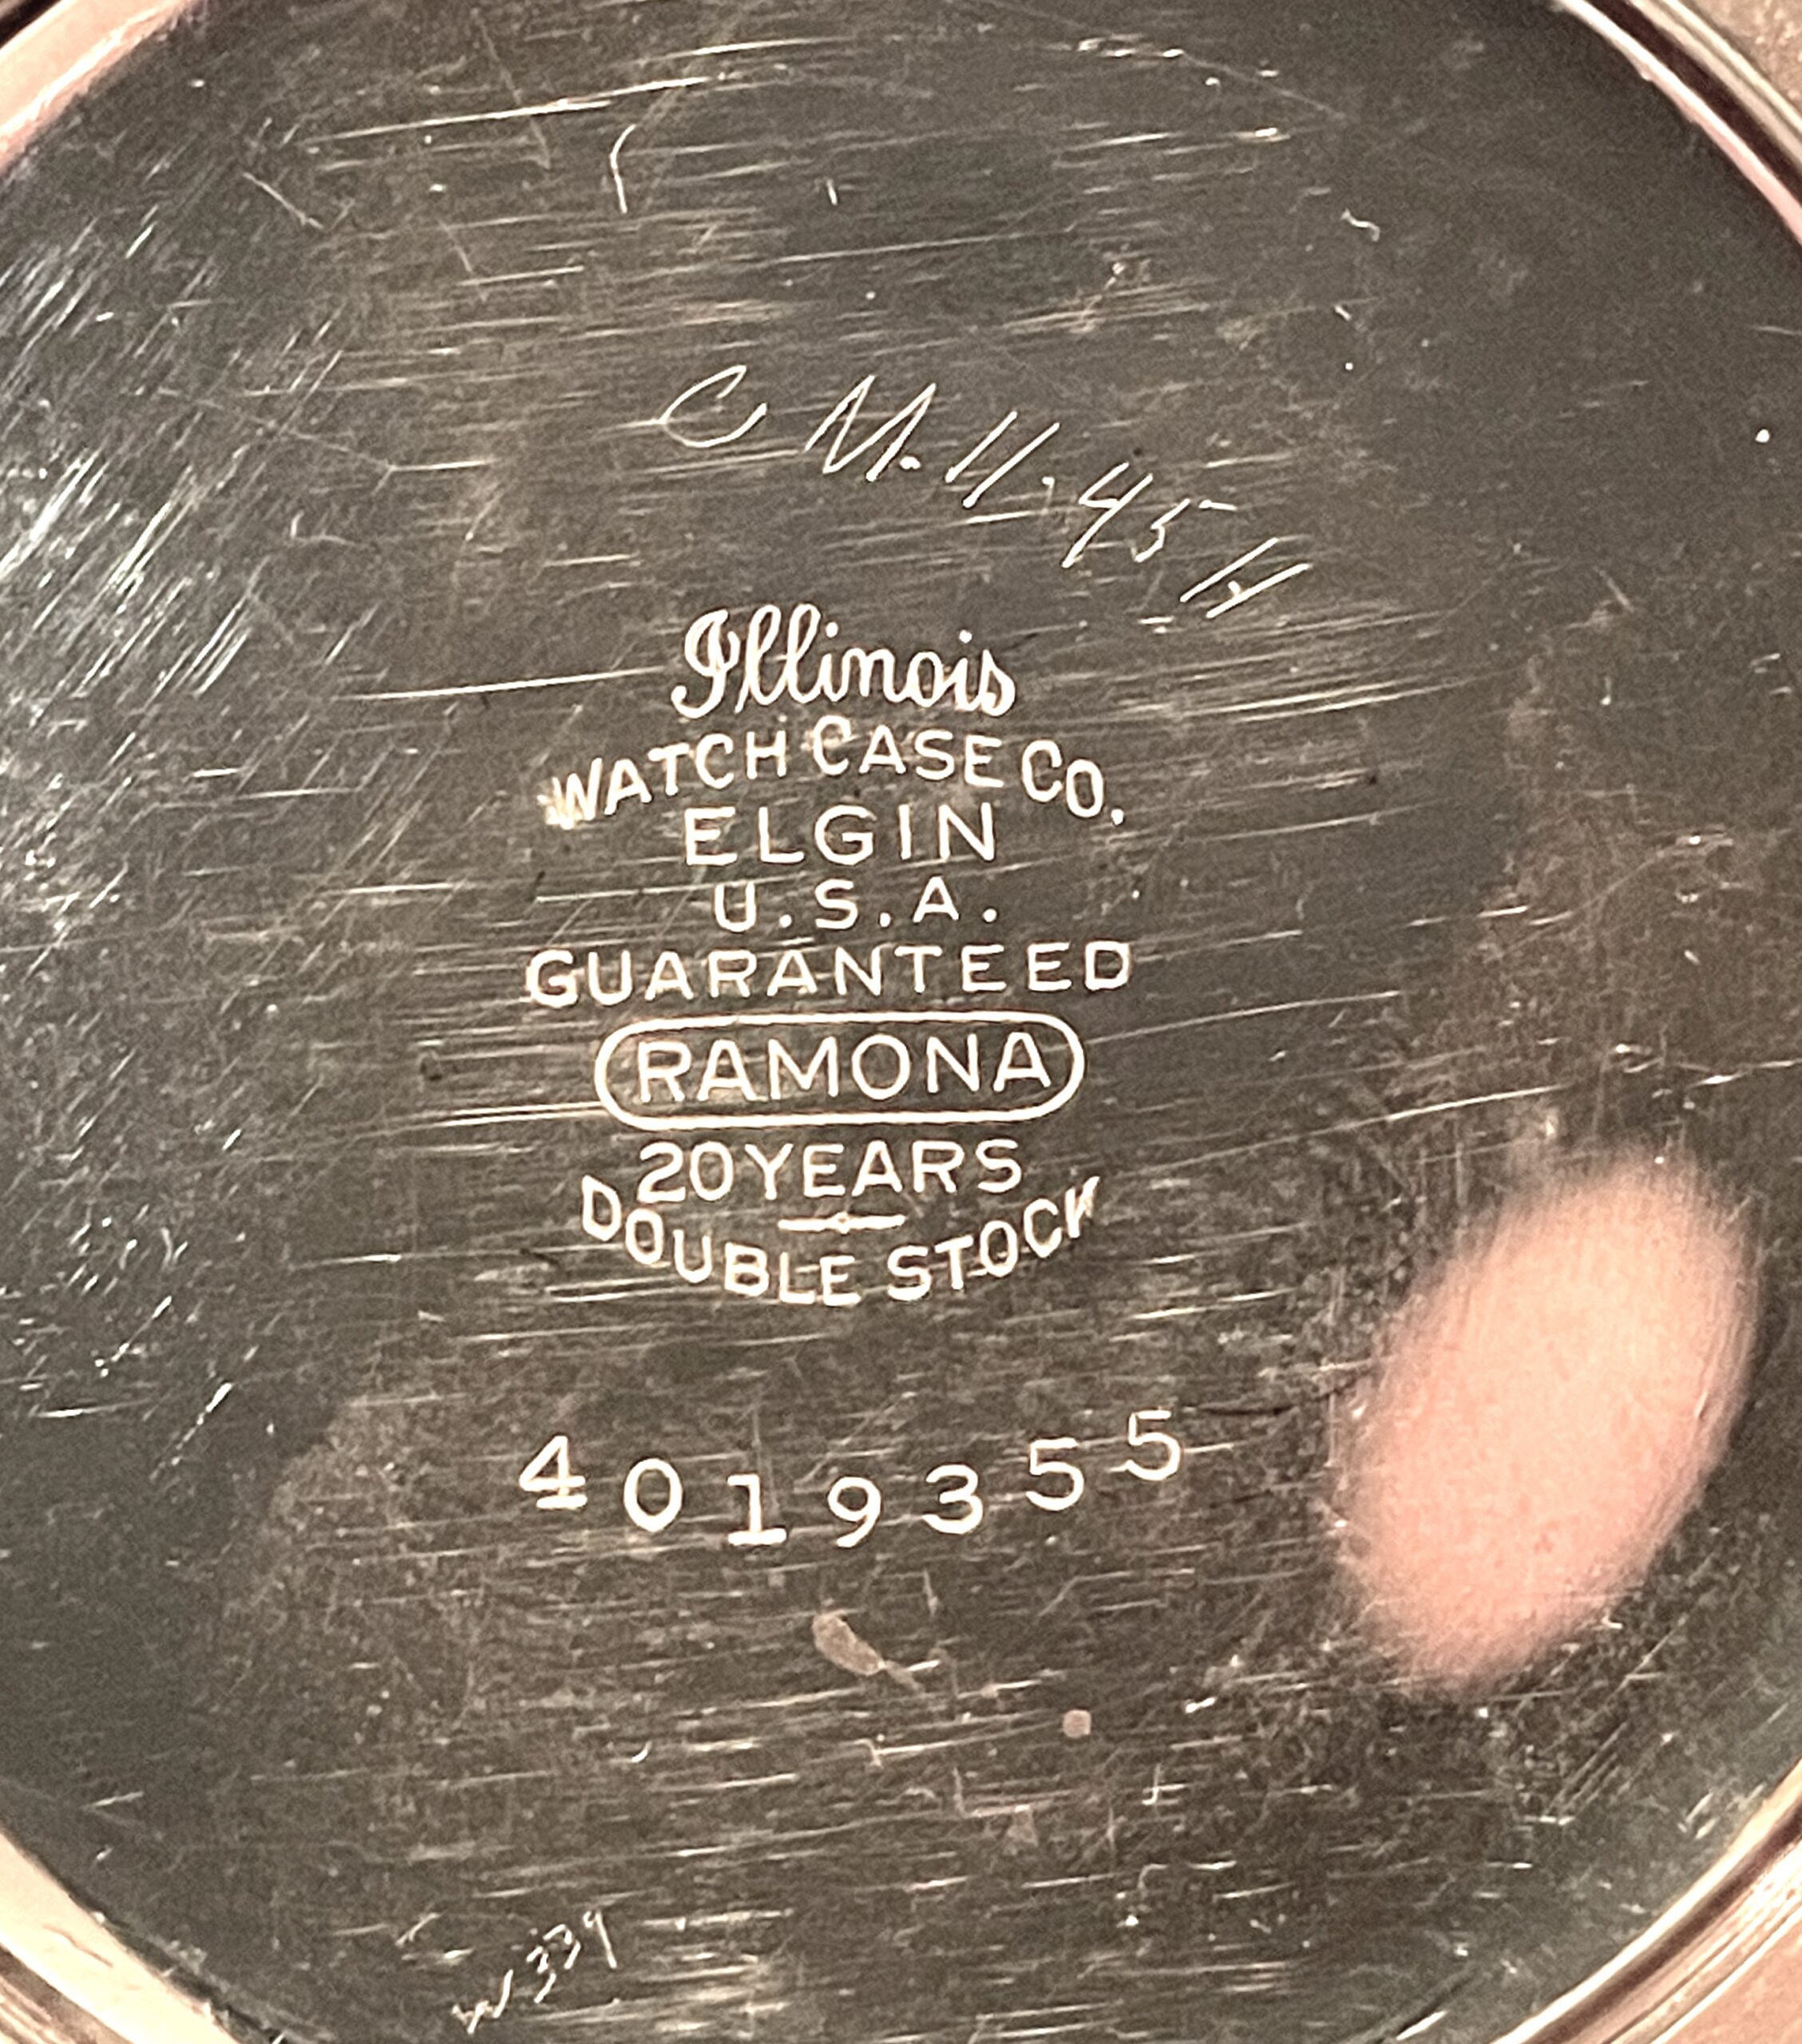 C M. 11. 45 H
Illinois
WATCH CASE CO.
ELGIN
U.S.A.
GUARANTEED
RAMONA
20 YEARS
DOUBLE STOCK
4019355
W339